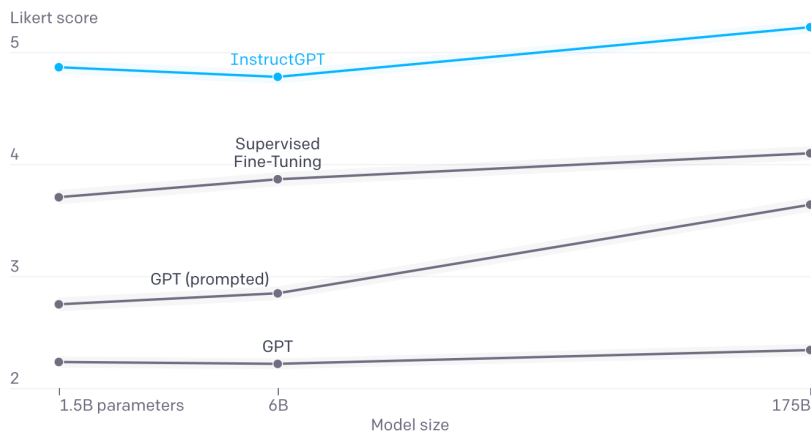 Likert score
5
InstructGPT
4
Supervised
Fine-Tuning
3
GPT (prompted)
GPT
2
1.5B parameters
6B
175B
Model size